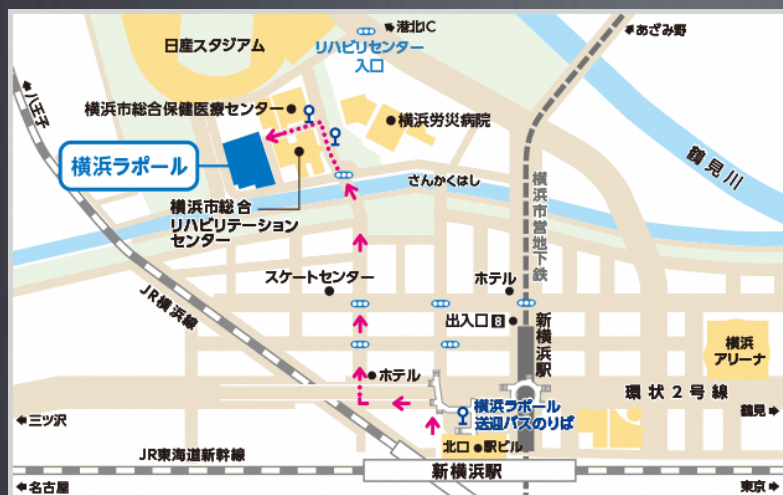 日産スタジアム
港北IC
リハビリセンター
入口
あざみ野
八王子
横浜市総合保健医療センター
横浜労災病院
横浜ラポール
鶴見川
さんかくはし
横浜市営地下鉄
横浜市総合
リハビリテーション
センター
スケートセンター
ホテル
JR横浜線
出入口 8
新横浜駅
横浜
アリーナ
ホテル
環状2号線
横浜ラポール
送迎バスのりば
三ツ沢
鶴見
北口
駅ビル
JR東海道新幹線
新横浜駅
名古屋
東京